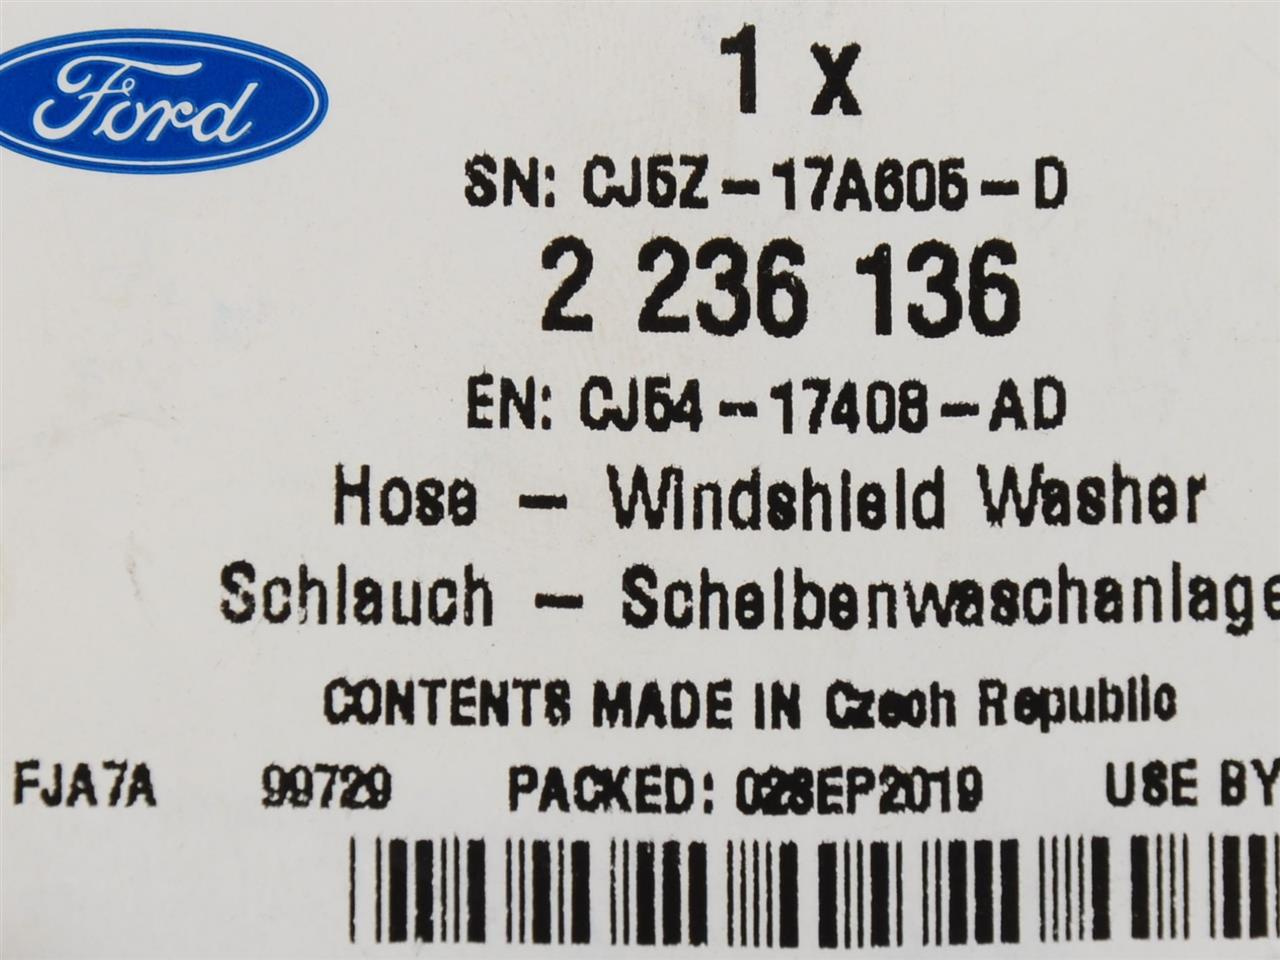 Ford
1 x
SN: CJ5Z-17A605-D
2 236 136
EN: CJ54-17408-AD
Hose - Windshield Washer
Schlauch - Scheibenwaschanlage
CONTENTS MADE IN Czech Republic
FJA7A 99729 PACKED: 02SEP2019 USE BY